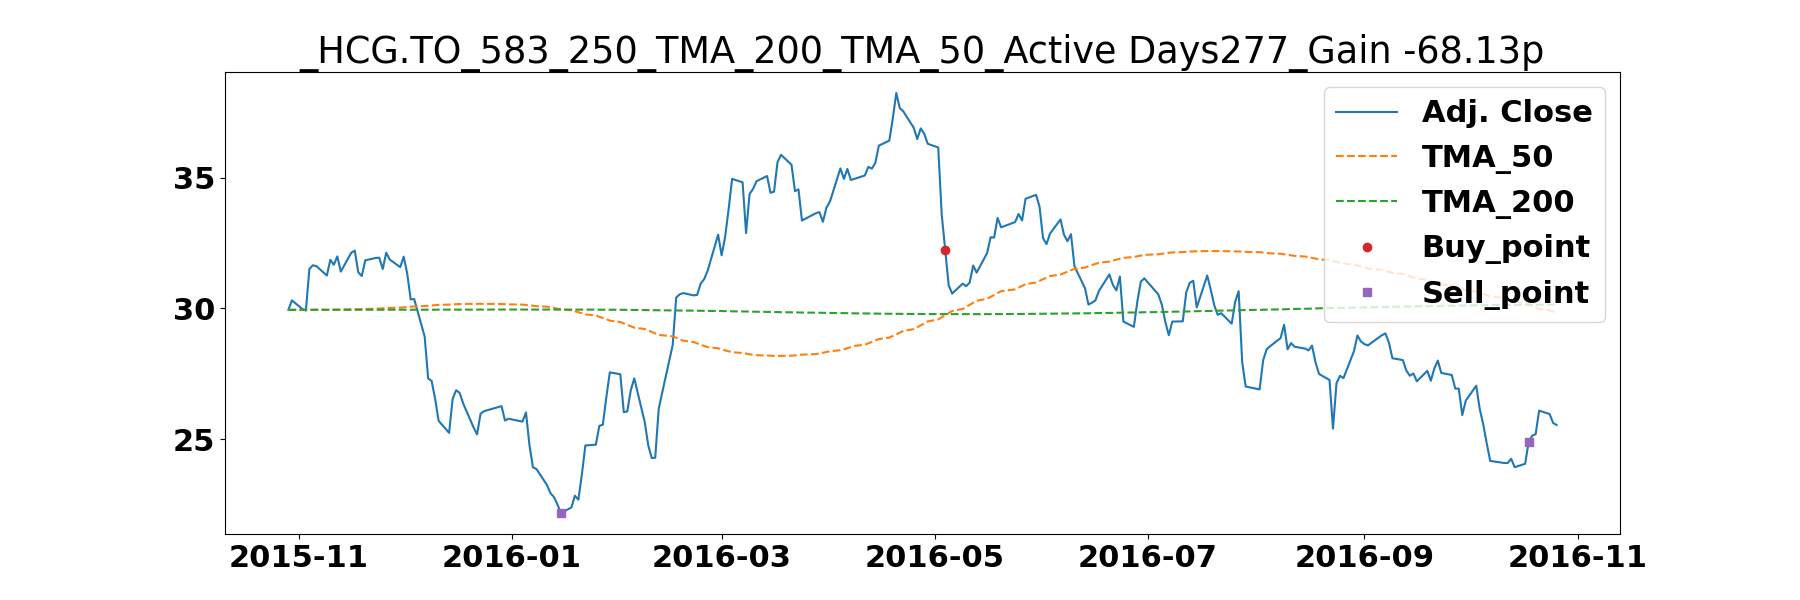 _HCG.TO_583_250_TMA_200_TMA_50_Active Days277_Gain -68.13p
Adj. Close
TMA_50
TMA_200
Buy_point
Sell_point
35
30
25
2015-11 2016-01 2016-03 2016-05 2016-07 2016-09 2016-11